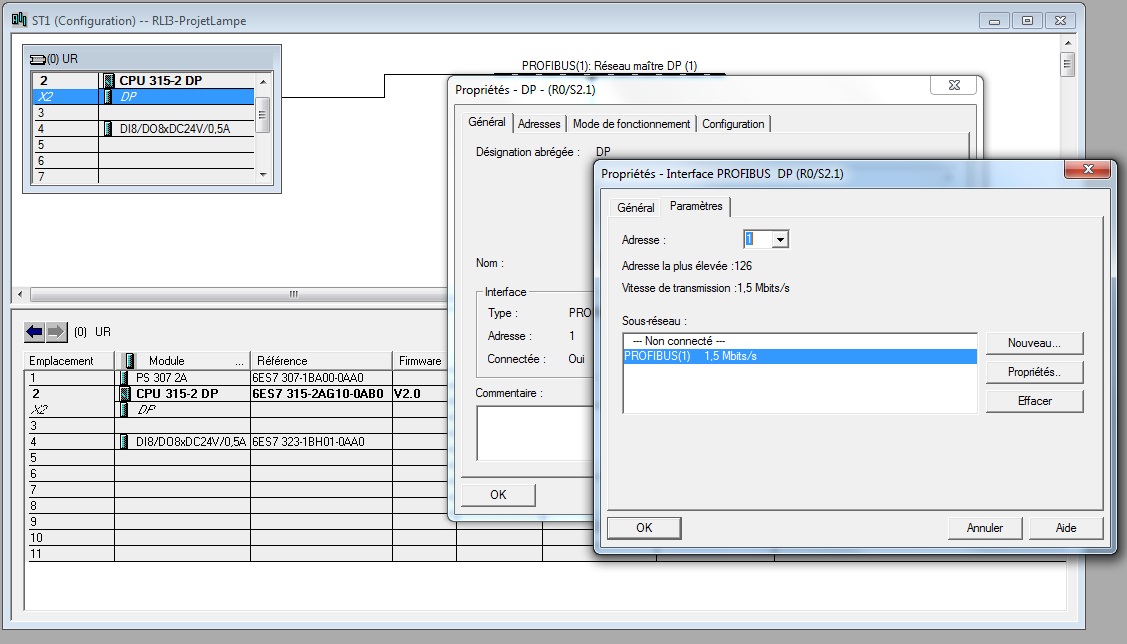 ST1 (Configuration) -- RLI3-ProjetLampe
(0) UR
2 CPU 315-2 DP
X2 DP
3
4 DI8/DO8xDC24V/0,5A
5
6
7
PROFIBUS(1): Réseau maître DP (1)
Propriétés - DP - (R0/S2.1)
Général Adresses Mode de fonctionnement Configuration
Désignation abrégée : DP
Nom :
Interface
Type : PRO
Adresse : 1
Connectée : Oui
Commentaire :
OK
Propriétés - Interface PROFIBUS DP (R0/S2.1)
Général Paramètres
Adresse : 1
Adresse la plus élevée :126
Vitesse de transmission :1,5 Mbits/s
Sous-réseau :
--- Non connecté ---
PROFIBUS(1) 1,5 Mbits/s
Nouveau...
Propriétés..
Effacer
OK Annuler Aide
(0) UR
Emplacement Module ... Référence Firmware
1 PS 307 2A 6ES7 307-1BA00-0AA0
2 CPU 315-2 DP 6ES7 315-2AG10-0AB0 V2.0
X2 DP
3
4 DI8/DO8xDC24V/0,5A 6ES7 323-1BH01-0AA0
5
6
7
8
9
10
11